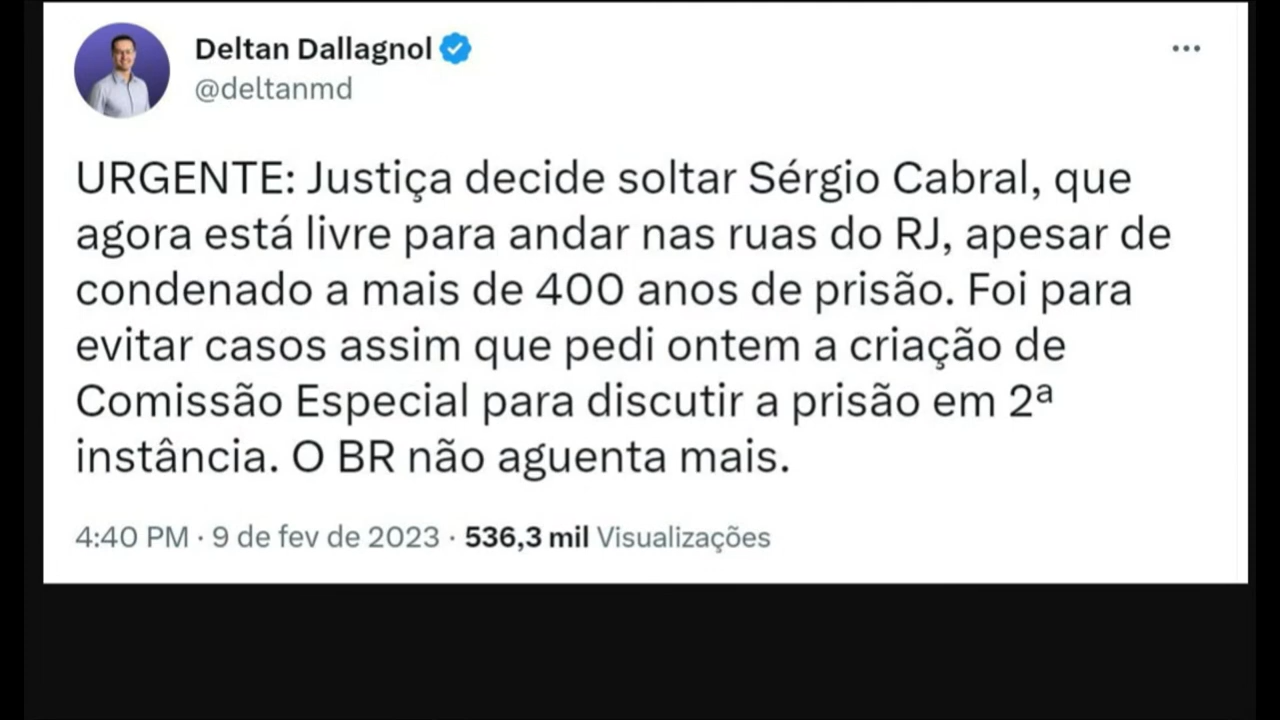 Deltan Dallagnol
@deltanmd
URGENTE: Justiça decide soltar Sérgio Cabral, que
agora está livre para andar nas ruas do RJ, apesar de
condenado a mais de 400 anos de prisão. Foi para
evitar casos assim que pedi ontem a criação de
Comissão Especial para discutir a prisão em 2ª
instância. O BR não aguenta mais.
4:40 PM · 9 de fev de 2023 · 536,3 mil Visualizações